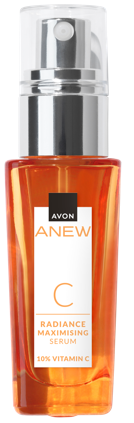 AVON
ANEW
C
RADIANCE
MAXIMISING
SERUM
10% VITAMIN C